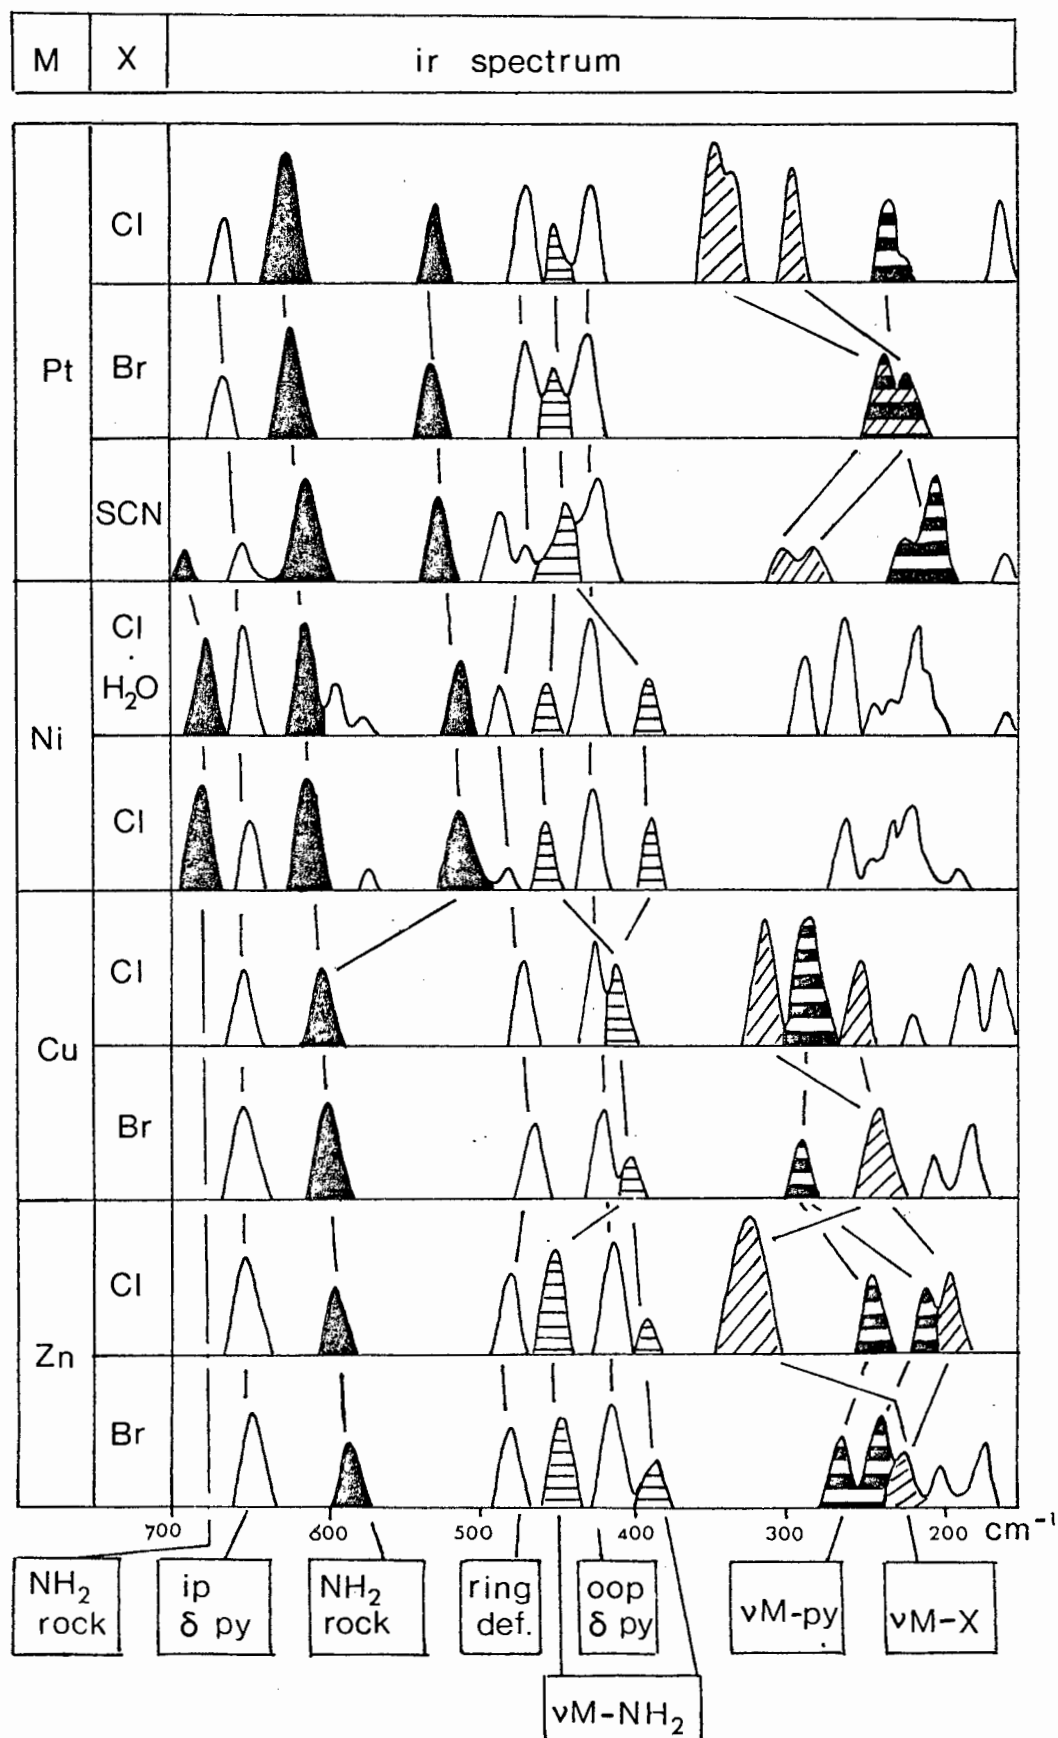 M X ir spectrum
Pt
Cl
Br
SCN
Ni
Cl
·
H₂O
Cl
Cu
Cl
Br
Zn
Cl
Br
700 600 500 400 300 200 cm⁻¹
NH₂
rock
ip
δ py
NH₂
rock
ring
def.
oop
δ py
νM-py
νM-X
νM-NH₂